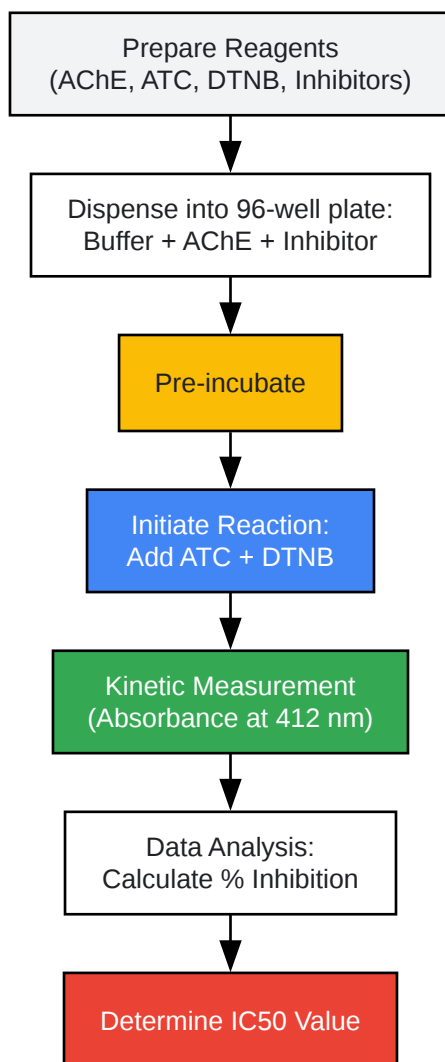 Prepare Reagents
(AChE, ATC, DTNB, Inhibitors)
Dispense into 96-well plate:
Buffer + AChE + Inhibitor
Pre-incubate
Initiate Reaction:
Add ATC + DTNB
Kinetic Measurement
(Absorbance at 412 nm)
Data Analysis:
Calculate % Inhibition
Determine IC50 Value